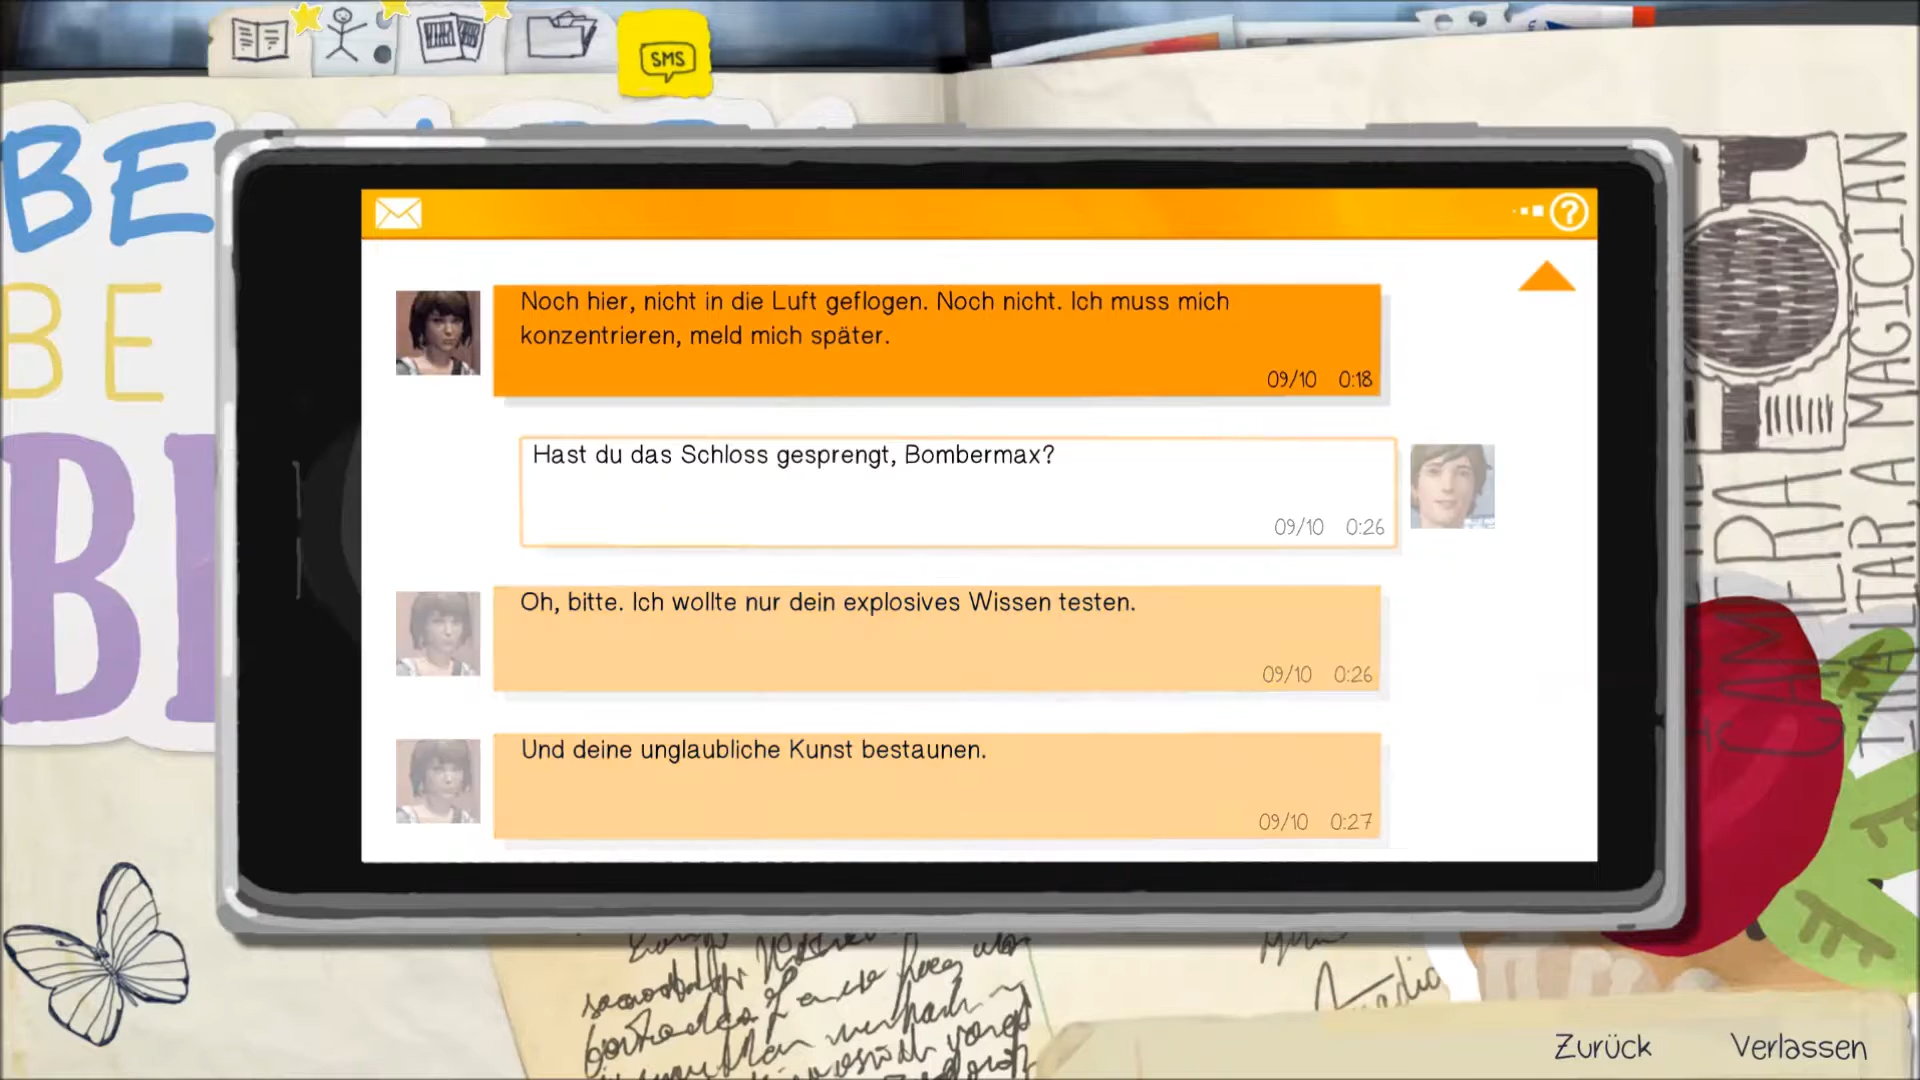 SMS
BE
BE
Noch hier, nicht in die Luft geflogen. Noch nicht. Ich muss mich
konzentrieren, meld mich später.
09/10 0:18
Hast du das Schloss gesprengt, Bombermax?
09/10 0:26
Oh, bitte. Ich wollte nur dein explosives Wissen testen.
09/10 0:26
Und deine unglaubliche Kunst bestaunen.
09/10 0:27
?
A MAGICIAN
Zurück
Verlassen